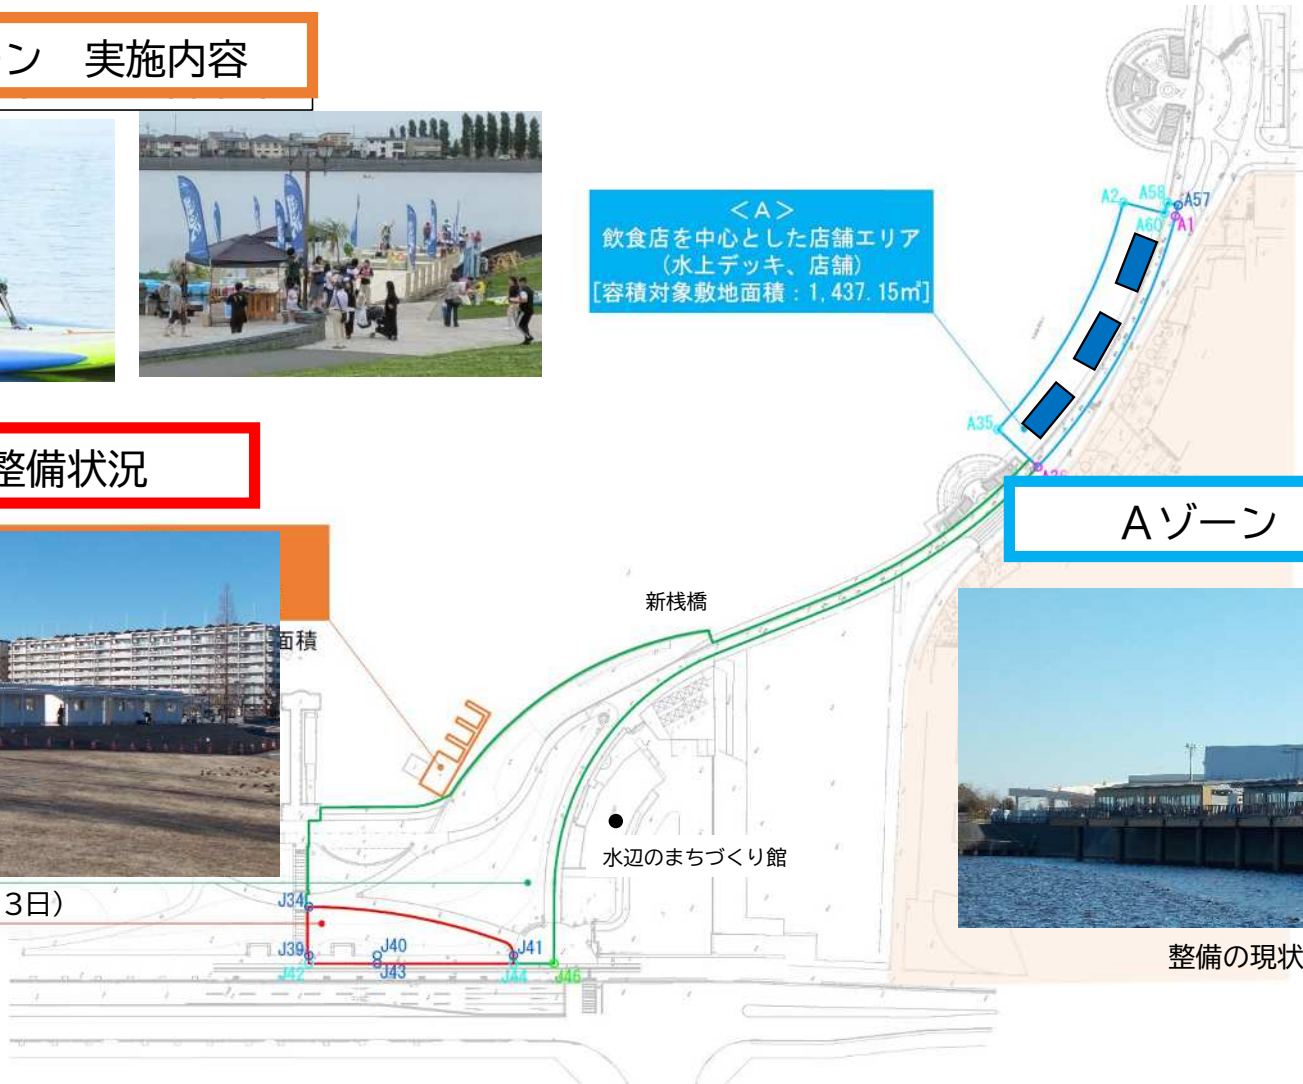 ン　実施内容
＜A＞
飲食店を中心とした店舗エリア
（水上デッキ、店舗）
[容積対象敷地面積：1,437.15㎡]
A2
A58
A57
A60
A1
A35
A36
整備状況
Aゾーン
新桟橋
面積
水辺のまちづくり館
3日）
J34
J39
J40
J41
J42
J43
J44
J46
整備の現状